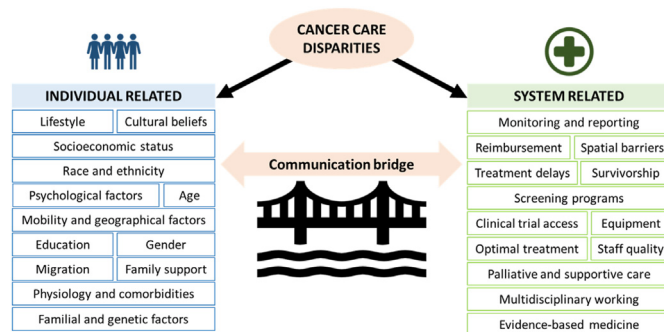 CANCER CARE
DISPARITIES
INDIVIDUAL RELATED
Lifestyle
Cultural beliefs
Socioeconomic status
Race and ethnicity
Psychological factors
Age
Mobility and geographical factors
Education
Gender
Migration
Family support
Physiology and comorbidities
Familial and genetic factors
Communication bridge
SYSTEM RELATED
Monitoring and reporting
Reimbursement
Spatial barriers
Treatment delays
Survivorship
Screening programs
Clinical trial access
Equipment
Optimal treatment
Staff quality
Palliative and supportive care
Multidisciplinary working
Evidence-based medicine